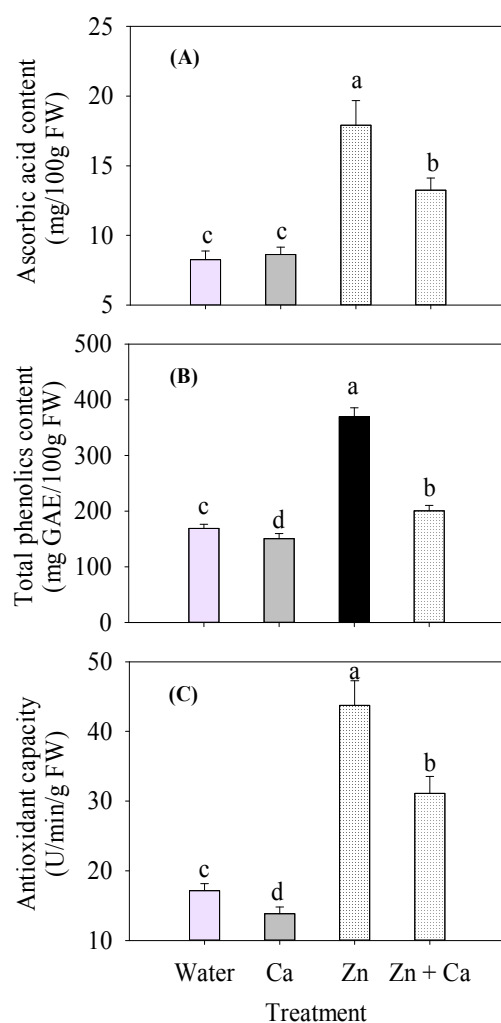 25
20
15
10
5
Ascorbic acid content
(mg/100g FW)
(A)
c
c
a
b
500
400
300
200
100
0
Total phenolics content
(mg GAE/100g FW)
(B)
c
d
a
b
50
40
30
20
10
Antioxidant capacity
(U/min/g FW)
(C)
c
d
a
b
Water Ca Zn Zn + Ca
Treatment